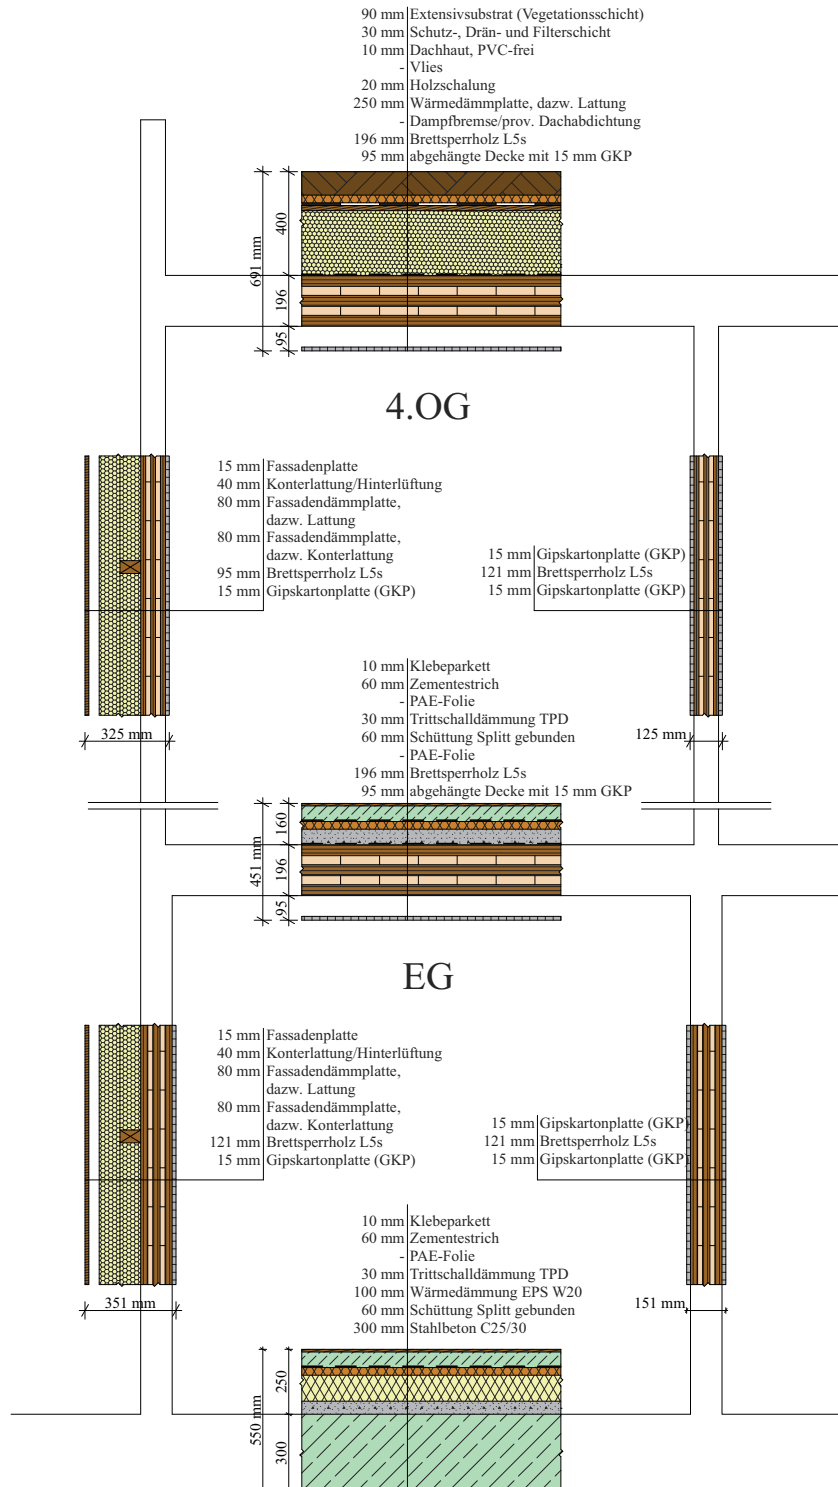 90 mm Extensivsubstrat (Vegetationsschicht)
30 mm Schutz-, Drän- und Filterschicht
10 mm Dachhaut, PVC-frei
- Vlies
20 mm Holzschalung
250 mm Wärmedämmplatte, dazw. Lattung
- Dampfbremse/prov. Dachabdichtung
196 mm Brettsperrholz L5s
95 mm abgehängte Decke mit 15 mm GKP
691 mm
400
196
95
4.OG
15 mm Fassadenplatte
40 mm Konterlattung/Hinterlüftung
80 mm Fassadendämmplatte,
dazw. Lattung
80 mm Fassadendämmplatte,
dazw. Konterlattung
95 mm Brettsperrholz L5s
15 mm Gipskartonplatte (GKP)
325 mm
15 mm Gipskartonplatte (GKP)
121 mm Brettsperrholz L5s
15 mm Gipskartonplatte (GKP)
125 mm
10 mm Klebeparkett
60 mm Zementestrich
- PAE-Folie
30 mm Trittschalldämmung TPD
60 mm Schüttung Splitt gebunden
- PAE-Folie
196 mm Brettsperrholz L5s
95 mm abgehängte Decke mit 15 mm GKP
451 mm
160
196
95
EG
15 mm Fassadenplatte
40 mm Konterlattung/Hinterlüftung
80 mm Fassadendämmplatte,
dazw. Lattung
80 mm Fassadendämmplatte,
dazw. Konterlattung
121 mm Brettsperrholz L5s
15 mm Gipskartonplatte (GKP)
351 mm
15 mm Gipskartonplatte (GKP)
121 mm Brettsperrholz L5s
15 mm Gipskartonplatte (GKP)
151 mm
10 mm Klebeparkett
60 mm Zementestrich
- PAE-Folie
30 mm Trittschalldämmung TPD
100 mm Wärmedämmung EPS W20
60 mm Schüttung Splitt gebunden
300 mm Stahlbeton C25/30
550 mm
250
300